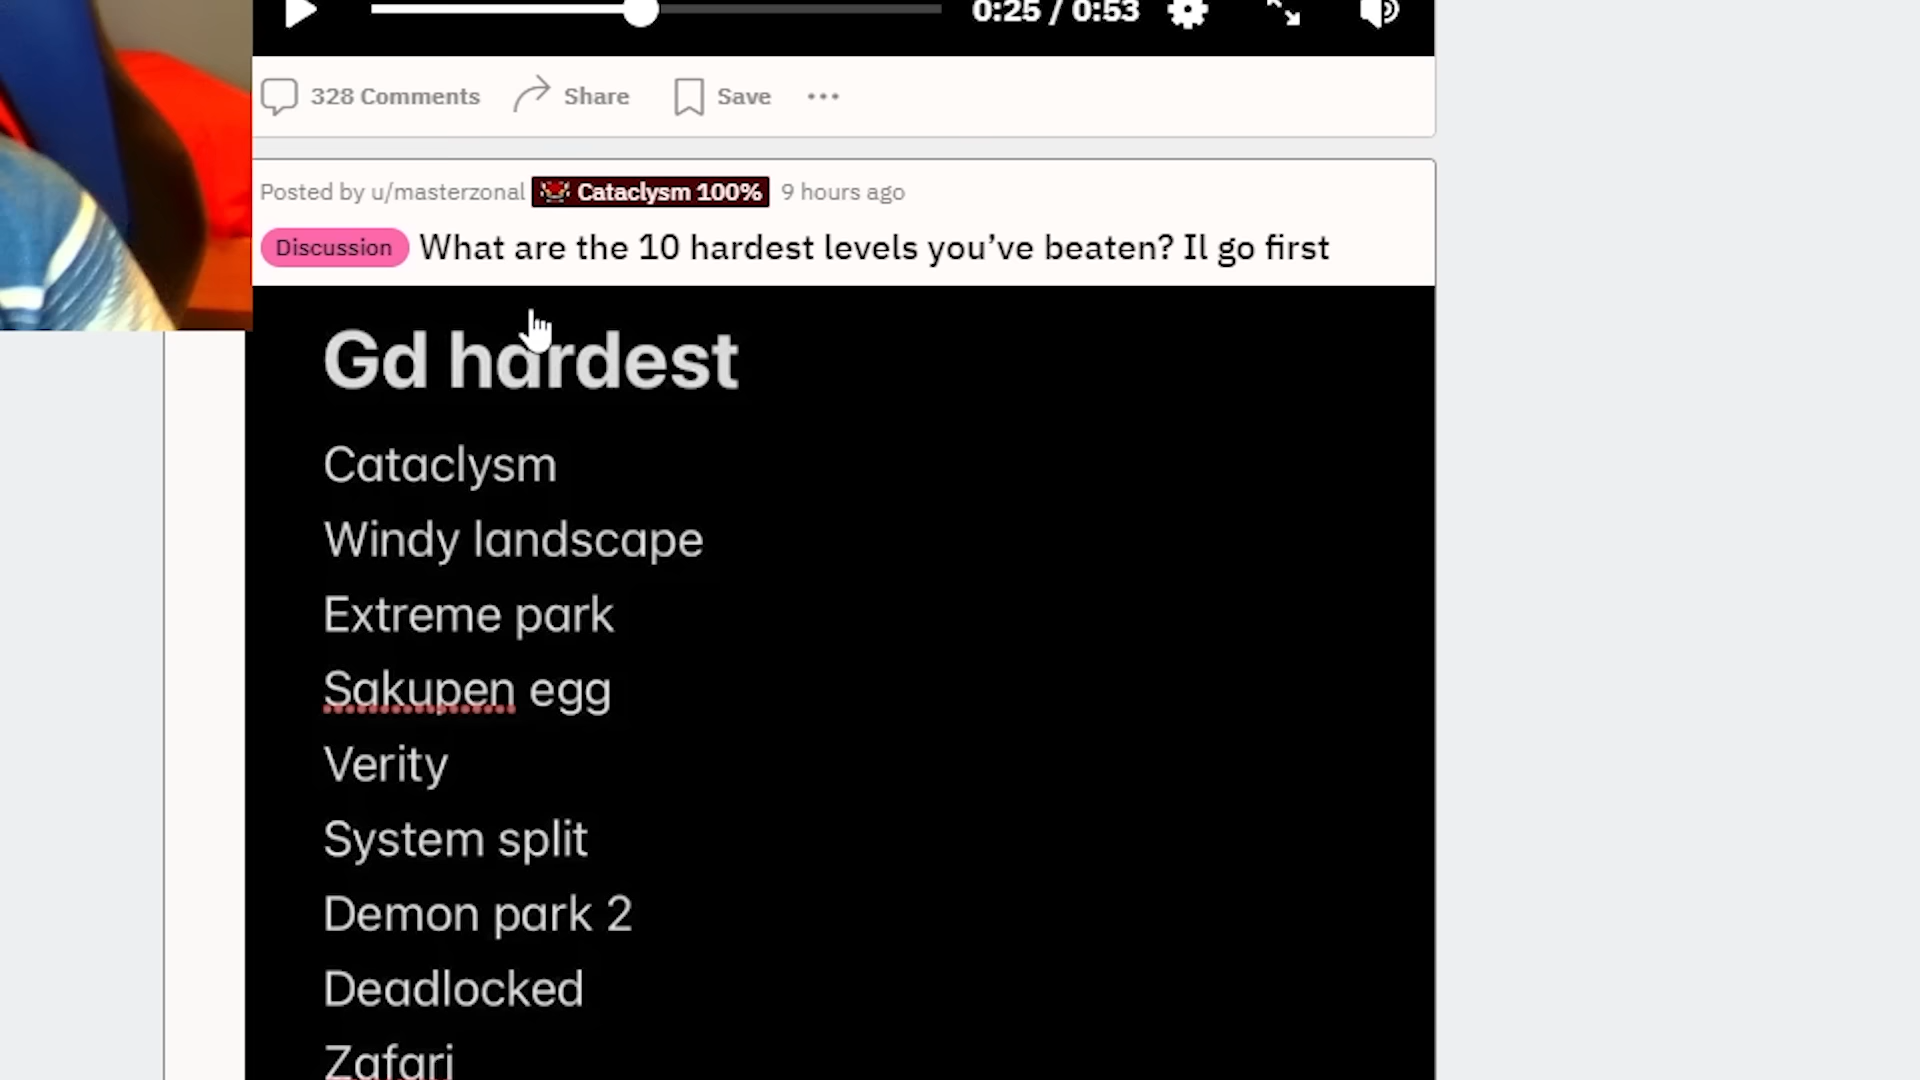 0:25 / 0:53
328 Comments Share Save
Posted by u/masterzonal Cataclysm 100% 9 hours ago
Discussion What are the 10 hardest levels you’ve beaten? Il go first
Gd hardest
Cataclysm
Windy landscape
Extreme park
Sakupen egg
Verity
System split
Demon park 2
Deadlocked
Zafari